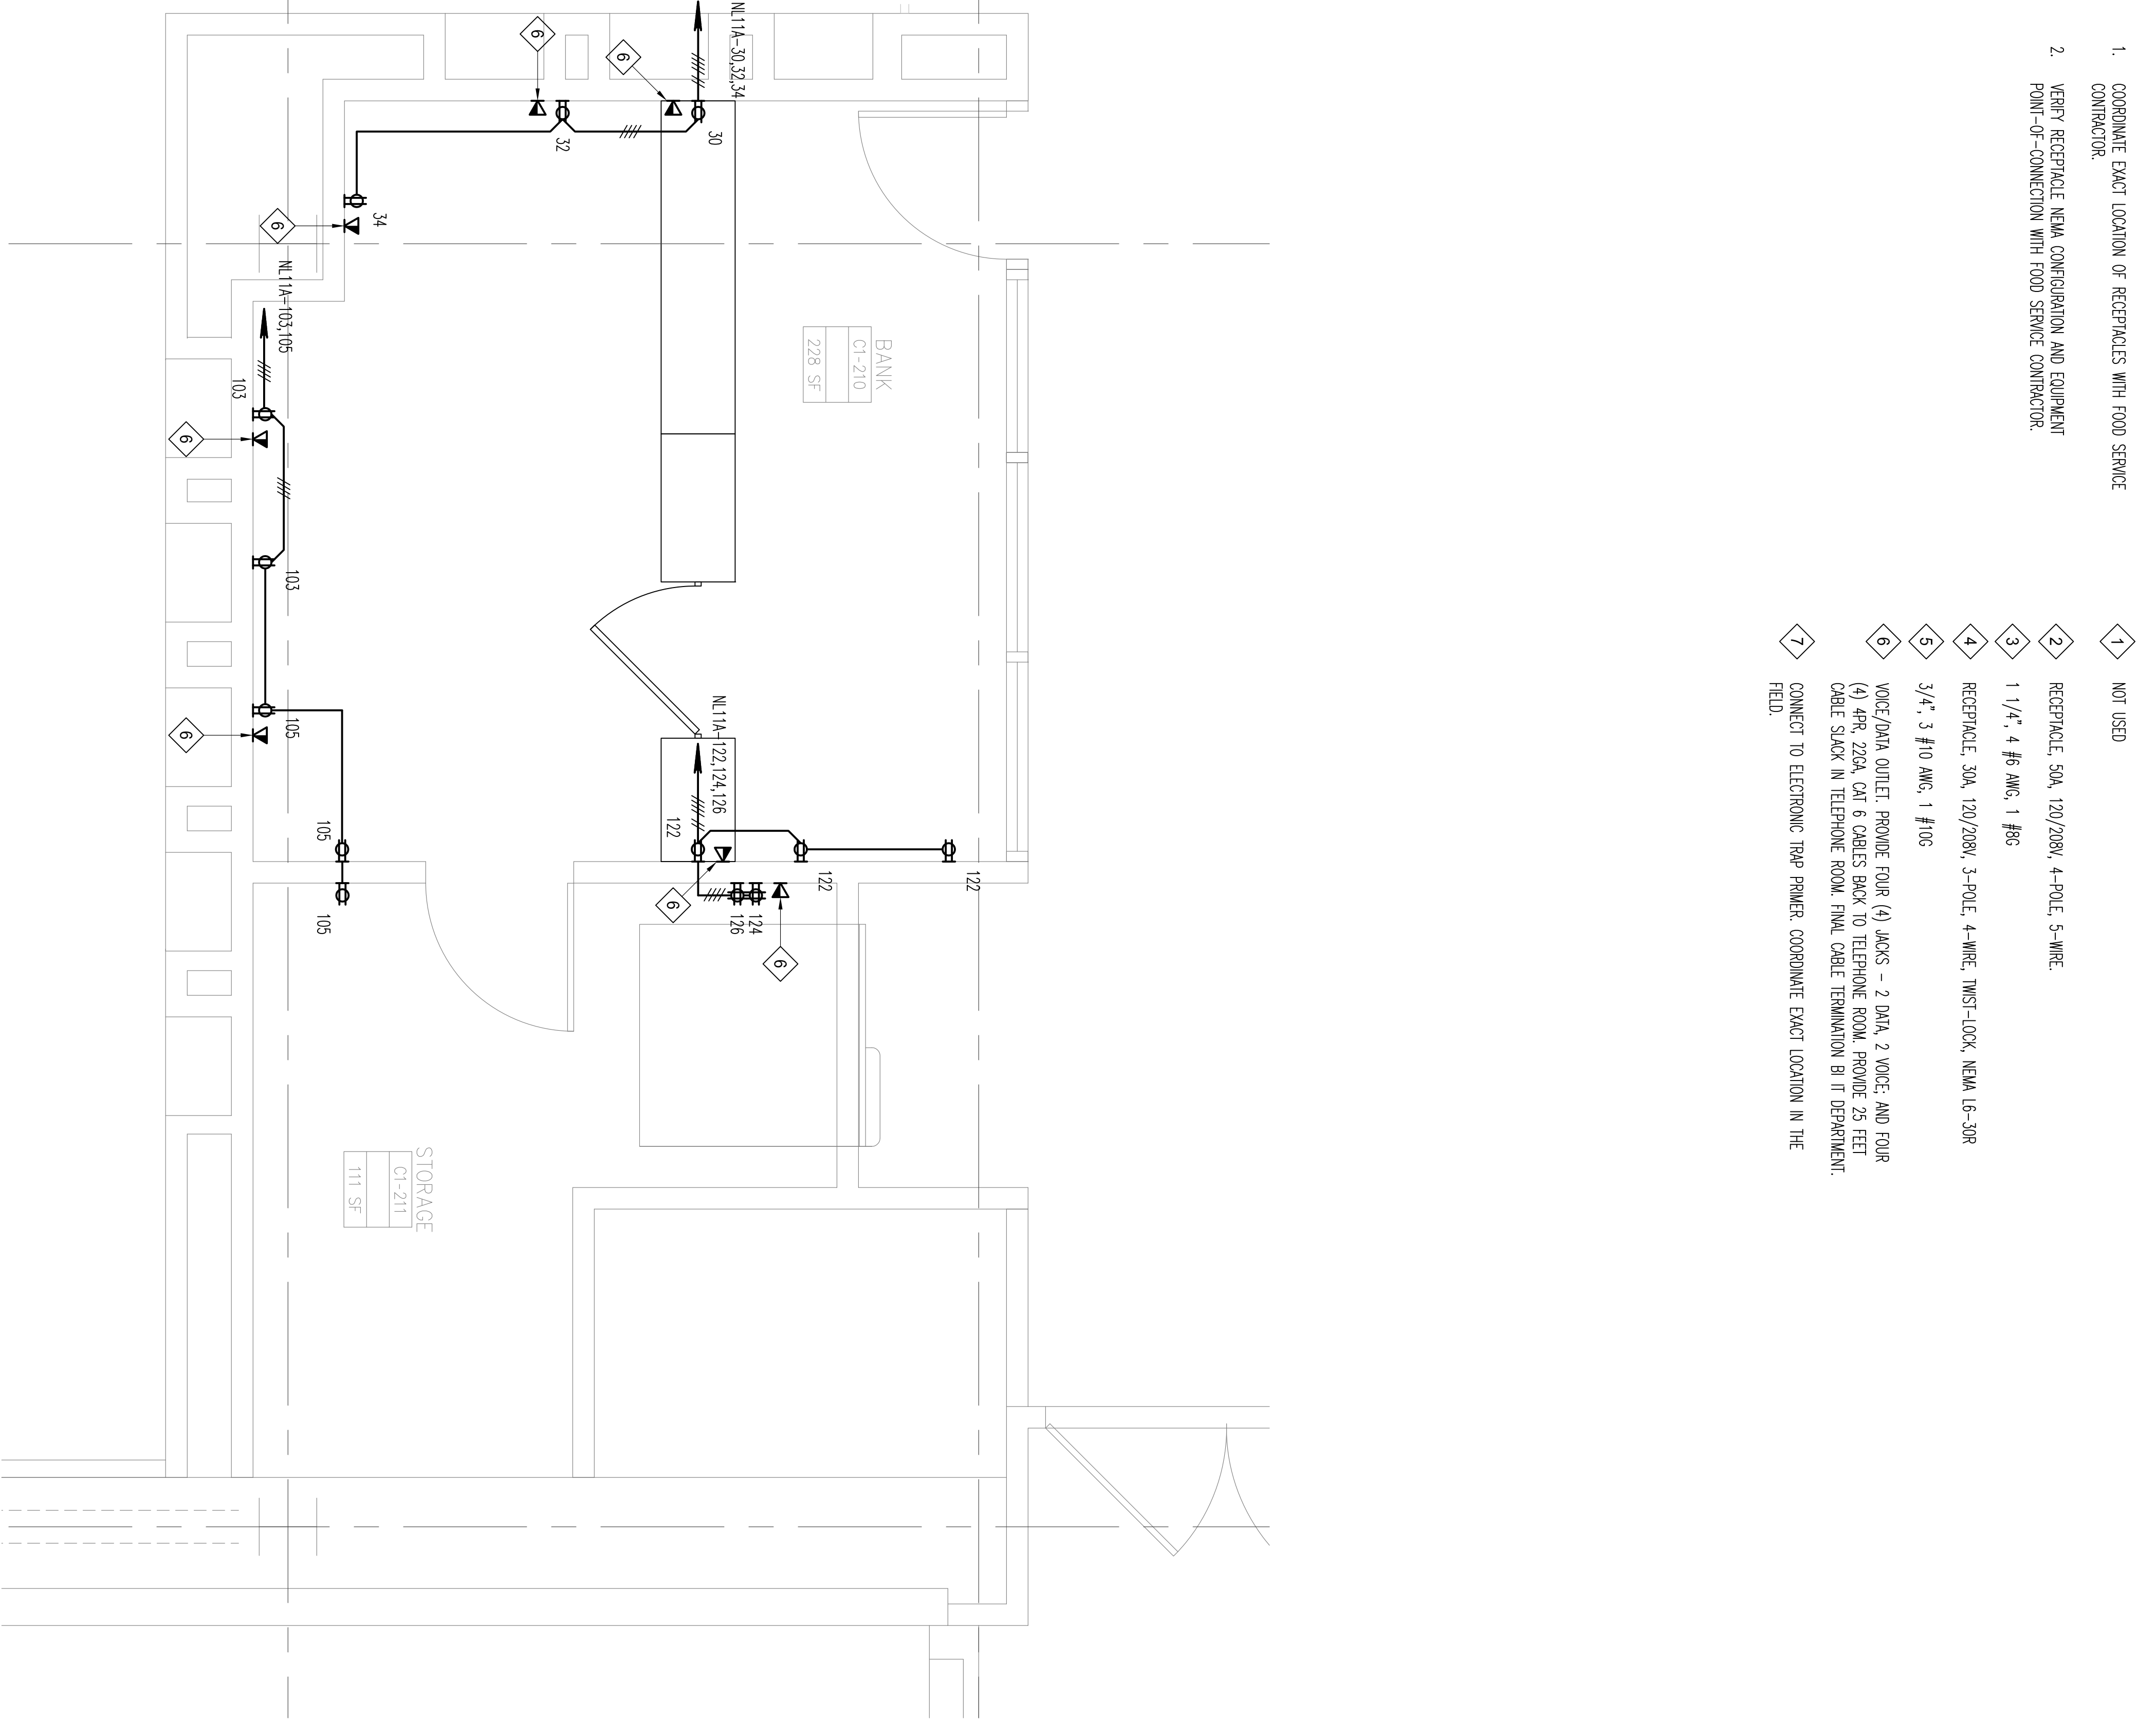 1. COORDINATE EXACT LOCATION OF RECEPTACLES WITH FOOD SERVICE
CONTRACTOR.
2. VERIFY RECEPTACLE NEMA CONFIGURATION AND EQUIPMENT
POINT-OF-CONNECTION WITH FOOD SERVICE CONTRACTOR.
1 NOT USED
2 RECEPTACLE, 50A, 120/208V, 4-POLE, 5-WIRE.
3 1 1/4", 4 #6 AWG, 1 #8G
4 RECEPTACLE, 30A, 120/208V, 3-POLE, 4-WIRE, TWIST-LOCK, NEMA L6-30R
5 3/4", 3 #10 AWG, 1 #10G
6 VOICE/DATA OUTLET. PROVIDE FOUR (4) JACKS - 2 DATA, 2 VOICE; AND FOUR
(4) 4PR, 22GA, CAT 6 CABLES BACK TO TELEPHONE ROOM. PROVIDE 25 FEET
CABLE SLACK IN TELEPHONE ROOM. FINAL CABLE TERMINATION BI IT DEPARTMENT.
7 CONNECT TO ELECTRONIC TRAP PRIMER. COORDINATE EXACT LOCATION IN THE
FIELD.
BANK
C1-210
228 SF
NL11A-30,32,34
30
6
32
6
34
6
NL11A-103,105
103
6
103
105
6
105
105
NL11A-122,124,126
122
122
122
6
124
126
6
STORAGE
C1-211
111 SF